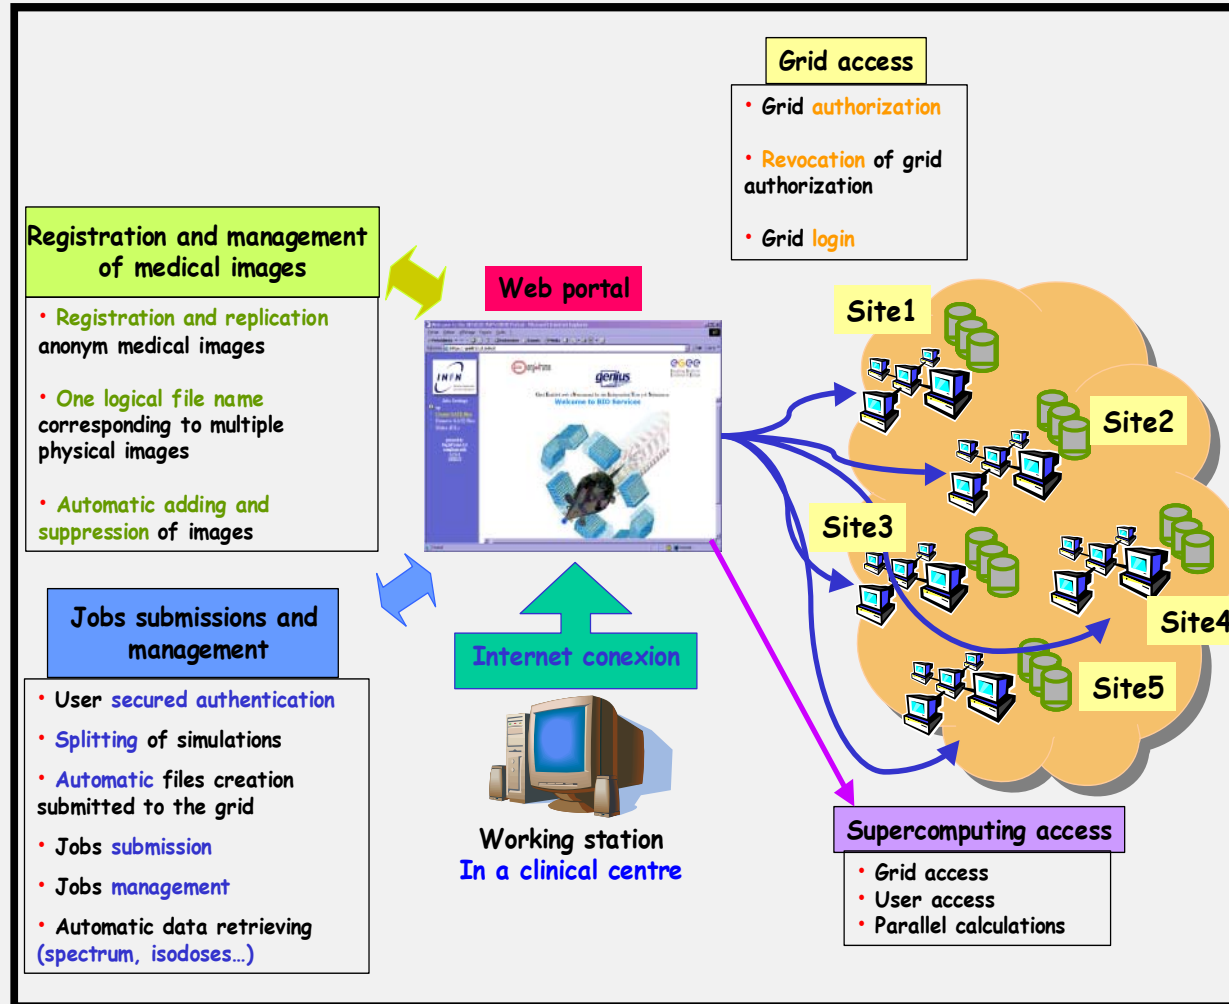 Grid access
• Grid authorization
• Revocation of grid
authorization
• Grid login
Registration and management
of medical images
• Registration and replication
anonym medical images
• One logical file name
corresponding to multiple
physical images
• Automatic adding and
suppression of images
Web portal
INFN
genius
egee
Welcome to BIO Services
Site1
Site2
Site3
Site4
Site5
Jobs submissions and
management
• User secured authentication
• Splitting of simulations
• Automatic files creation
submitted to the grid
• Jobs submission
• Jobs management
• Automatic data retrieving
(spectrum, isodoses…)
Internet conexion
Working station
In a clinical centre
Supercomputing access
• Grid access
• User access
• Parallel calculations